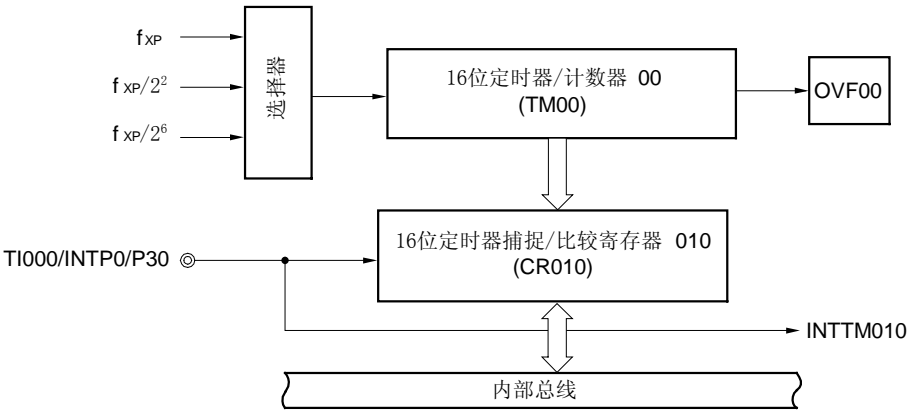 fXP
fXP/2²
fXP/2⁶
选择器
16位定时器/计数器 00
(TM00)
OVF00
16位定时器捕捉/比较寄存器 010
(CR010)
TI000/INTP0/P30
INTTM010
内部总线